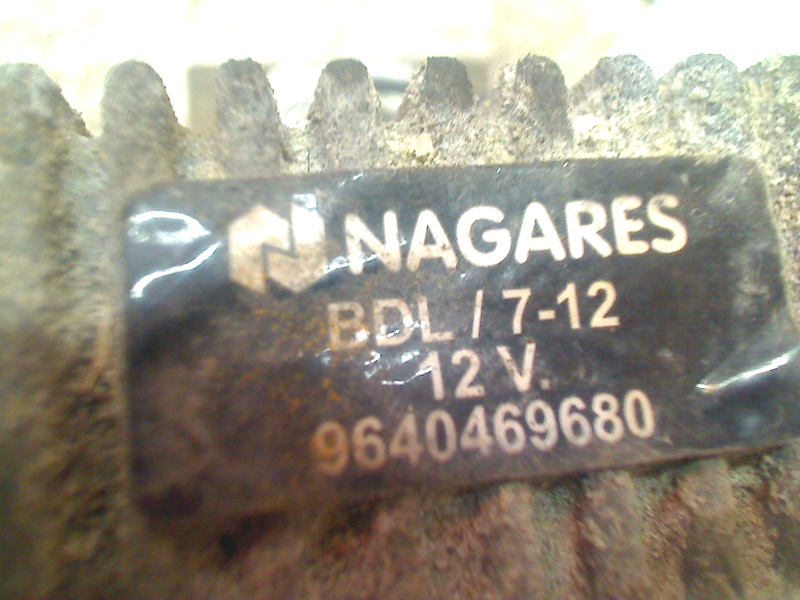 NAGARES
BDL / 7-12
12 V.
9640469680